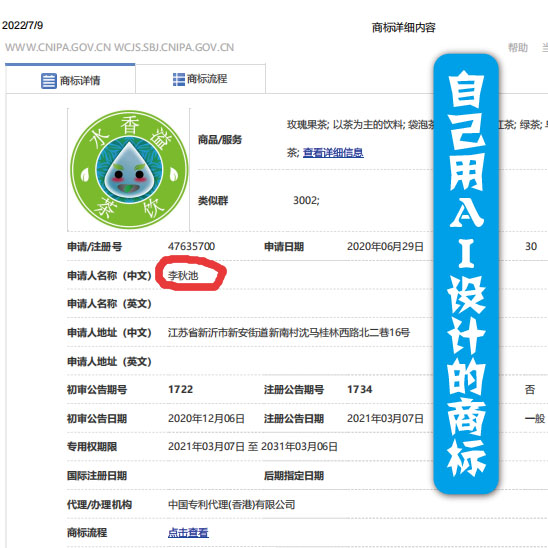 2022/7/9
商标详细内容
WWW.CNIPA.GOV.CN WCJS.SBJ.CNIPA.GOV.CN
帮助
商标详情
商标流程
水香溢
茶饮
商品/服务
玫瑰果茶; 以茶为主的饮料; 袋泡茶
红茶; 绿茶;
茶; 查看详细信息
类似群
3002;
申请/注册号
47635700
申请日期
2020年06月29日
30
申请人名称（中文）
李秋池
申请人名称（英文）
申请人地址（中文）
江苏省新沂市新安街道新南村沈马桂林西路北二巷16号
申请人地址（英文）
初审公告期号
1722
注册公告期号
1734
否
初审公告日期
2020年12月06日
注册公告日期
2021年03月07日
一般
专用权期限
2021年03月07日 至 2031年03月06日
国际注册日期
后期指定日期
代理/办理机构
中国专利代理(香港)有限公司
商标流程
点击查看
自己用AI设计的商标